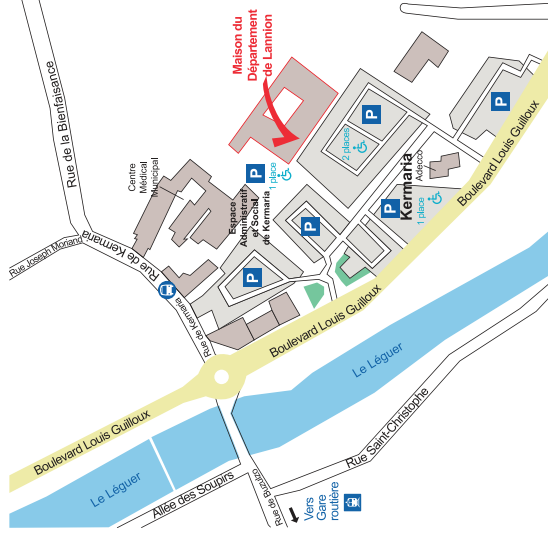 Maison du
Département
de Lannion
Rue de la Bienfaisance
Centre
Médical
Municipal
P
P
P
P
P
P
2 places
1 place
1 place
Espace
Administratif
et Social
de Kermaria
Kermaria
Adecco
Boulevard Louis Guilloux
Rue Joseph Morand
Rue de Kermaria
Rue de Kermaria
Boulevard Louis Guilloux
Boulevard Louis Guilloux
Le Léguer
Le Léguer
Allée des Soupirs
Rue de Buzulzo
Rue Saint-Christophe
Vers
Gare
routière